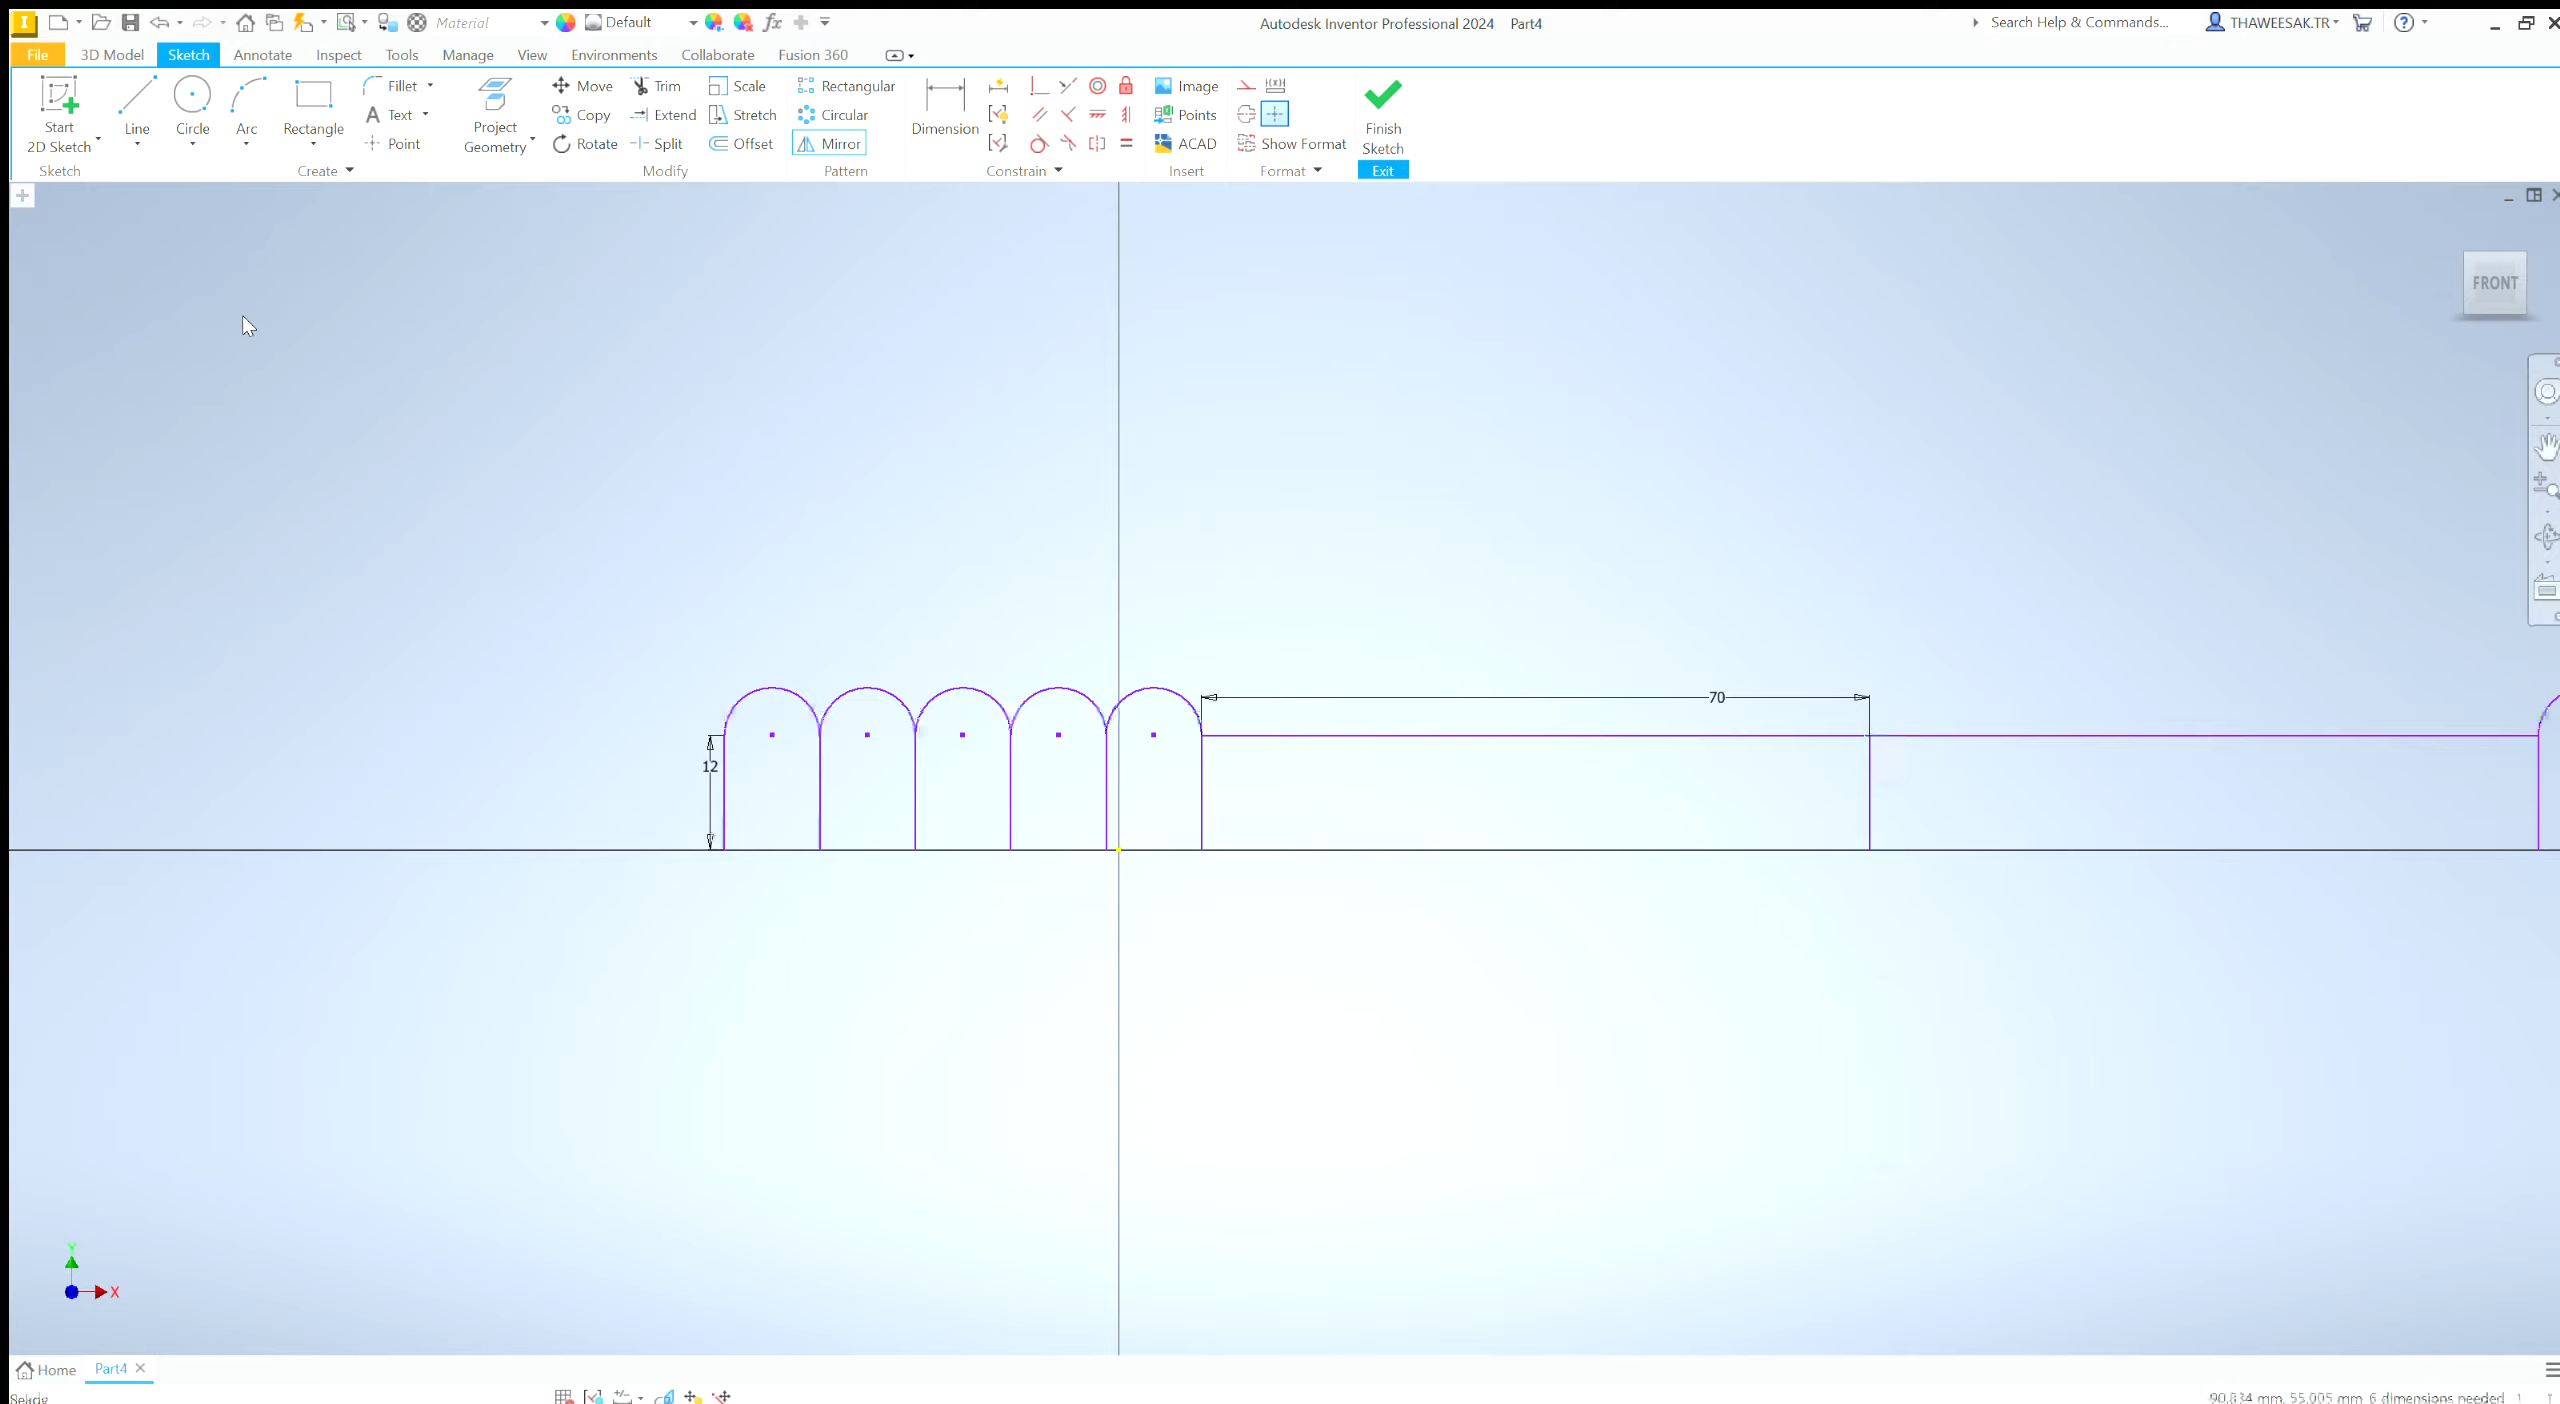 Material
Default
Autodesk Inventor Professional 2024 Part4
Search Help & Commands...
THAWEESAK.TR
File 3D Model Sketch Annotate Inspect Tools Manage View Environments Collaborate Fusion 360
Start
2D Sketch
Line
Circle
Arc
Rectangle
Fillet
Text
Point
Project
Geometry
Move
Copy
Rotate
Trim
Extend
Split
Scale
Stretch
Offset
Rectangular
Circular
Mirror
Dimension
Image
Points
ACAD
Show Format
Finish
Sketch
Sketch Create Modify Pattern Constrain Insert Format Exit
FRONT
70
12
Y
X
Home Part4
90.834 mm, 55.005 mm 6 dimensions needed